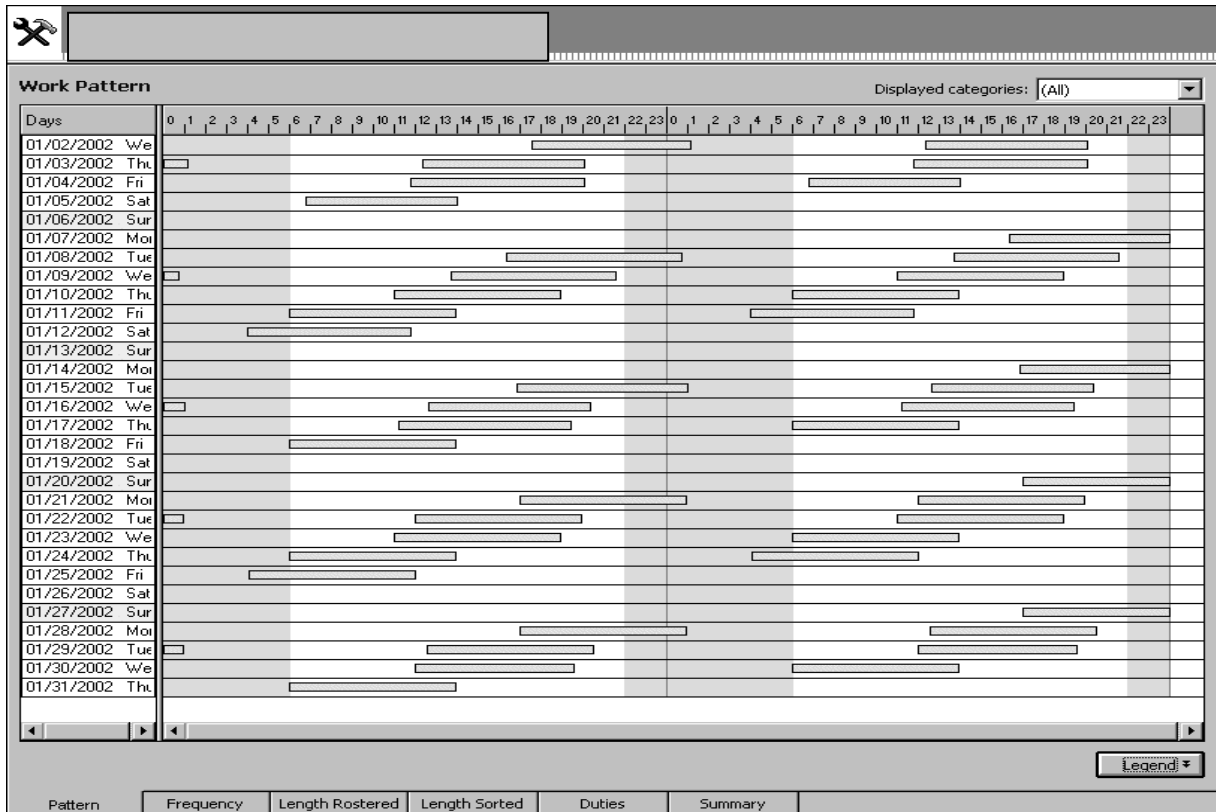 Work Pattern
Displayed categories: (All)
Days 0 1 2 3 4 5 6 7 8 9 10 11 12 13 14 15 16 17 18 19 20 21 22 23 0 1 2 3 4 5 6 7 8 9 10 11 12 13 14 15 16 17 18 19 20 21 22 23
01/02/2002 We
01/03/2002 Thu
01/04/2002 Fri
01/05/2002 Sat
01/06/2002 Sur
01/07/2002 Moi
01/08/2002 Tue
01/09/2002 We
01/10/2002 Thu
01/11/2002 Fri
01/12/2002 Sat
01/13/2002 Sur
01/14/2002 Moi
01/15/2002 Tue
01/16/2002 We
01/17/2002 Thu
01/18/2002 Fri
01/19/2002 Sat
01/20/2002 Sur
01/21/2002 Moi
01/22/2002 Tue
01/23/2002 We
01/24/2002 Thu
01/25/2002 Fri
01/26/2002 Sat
01/27/2002 Sur
01/28/2002 Moi
01/29/2002 Tue
01/30/2002 We
01/31/2002 Thu
Legend
Pattern Frequency Length Rostered Length Sorted Duties Summary